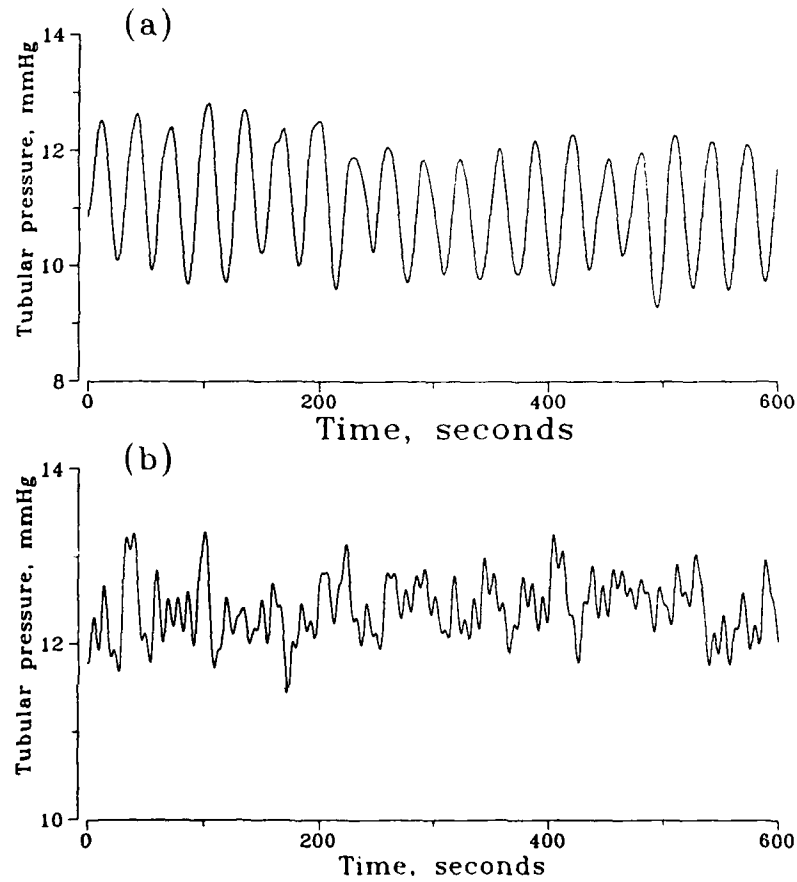 (a)
14
12
10
8
Tubular pressure, mmHg
0 200 400 600
Time, seconds
(b)
14
12
10
Tubular pressure, mmHg
0 200 400 600
Time, seconds